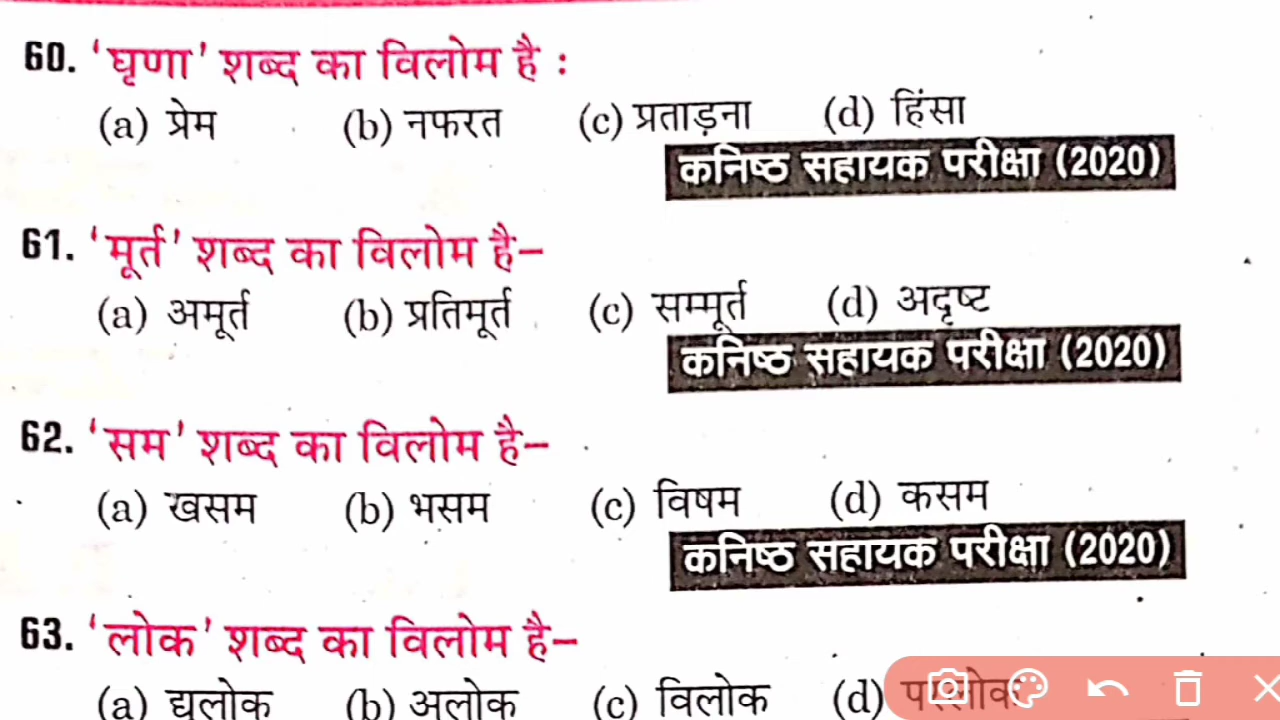 60. 'घृणा' शब्द का विलोम है :
(a) प्रेम (b) नफरत (c) प्रताड़ना (d) हिंसा
कनिष्ठ सहायक परीक्षा (2020)
61. 'मूर्त' शब्द का विलोम है–
(a) अमूर्त (b) प्रतिमूर्त (c) सम्मूर्त (d) अदृष्ट
कनिष्ठ सहायक परीक्षा (2020)
62. 'सम' शब्द का विलोम है–
(a) खसम (b) भसम (c) विषम (d) कसम
कनिष्ठ सहायक परीक्षा (2020)
63. 'लोक' शब्द का विलोम है–
(a) द्युलोक (b) अलोक (c) विलोक (d) परलोक